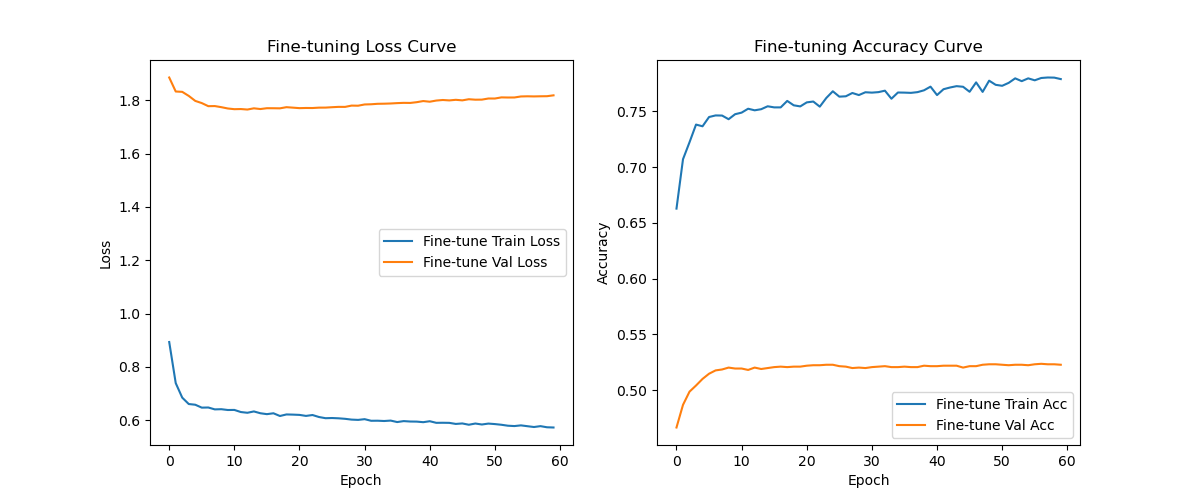 Fine-tuning Loss Curve
1.8
1.6
1.4
1.2
1.0
0.8
0.6
Loss
Fine-tune Train Loss
Fine-tune Val Loss
0 10 20 30 40 50 60
Epoch
Fine-tuning Accuracy Curve
0.75
0.70
0.65
0.60
0.55
0.50
Accuracy
Fine-tune Train Acc
Fine-tune Val Acc
0 10 20 30 40 50 60
Epoch